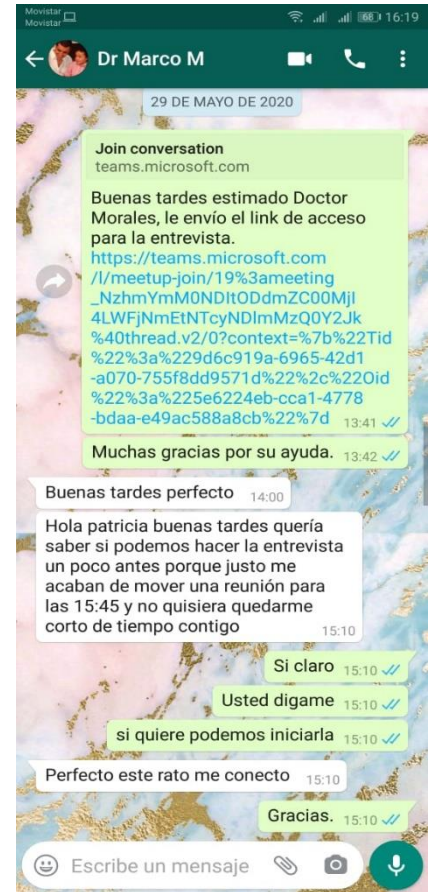 Movistar
Movistar
68
16:19
Dr Marco M
29 DE MAYO DE 2020
Join conversation
teams.microsoft.com
Buenas tardes estimado Doctor
Morales, le envío el link de acceso
para la entrevista.
https://teams.microsoft.com
/l/meetup-join/19%3ameeting
_NzhmYmM0NDItODdmZC00MjI
4LWFjNmEtNTcyNDlmMzQ0Y2Jk
%40thread.v2/0?context=%7b%22Tid
%22%3a%229d6c919a-6965-42d1
-a070-755f8dd9571d%22%2c%22Oid
%22%3a%225e6224eb-cca1-4778
-bdaa-e49ac588a8cb%22%7d 13:41
Muchas gracias por su ayuda. 13:42
Buenas tardes perfecto 14:00
Hola patricia buenas tardes quería
saber si podemos hacer la entrevista
un poco antes porque justo me
acaban de mover una reunión para
las 15:45 y no quisiera quedarme
corto de tiempo contigo 15:10
Si claro 15:10
Usted digame 15:10
si quiere podemos iniciarla 15:10
Perfecto este rato me conecto 15:10
Gracias. 15:10
Escribe un mensaje